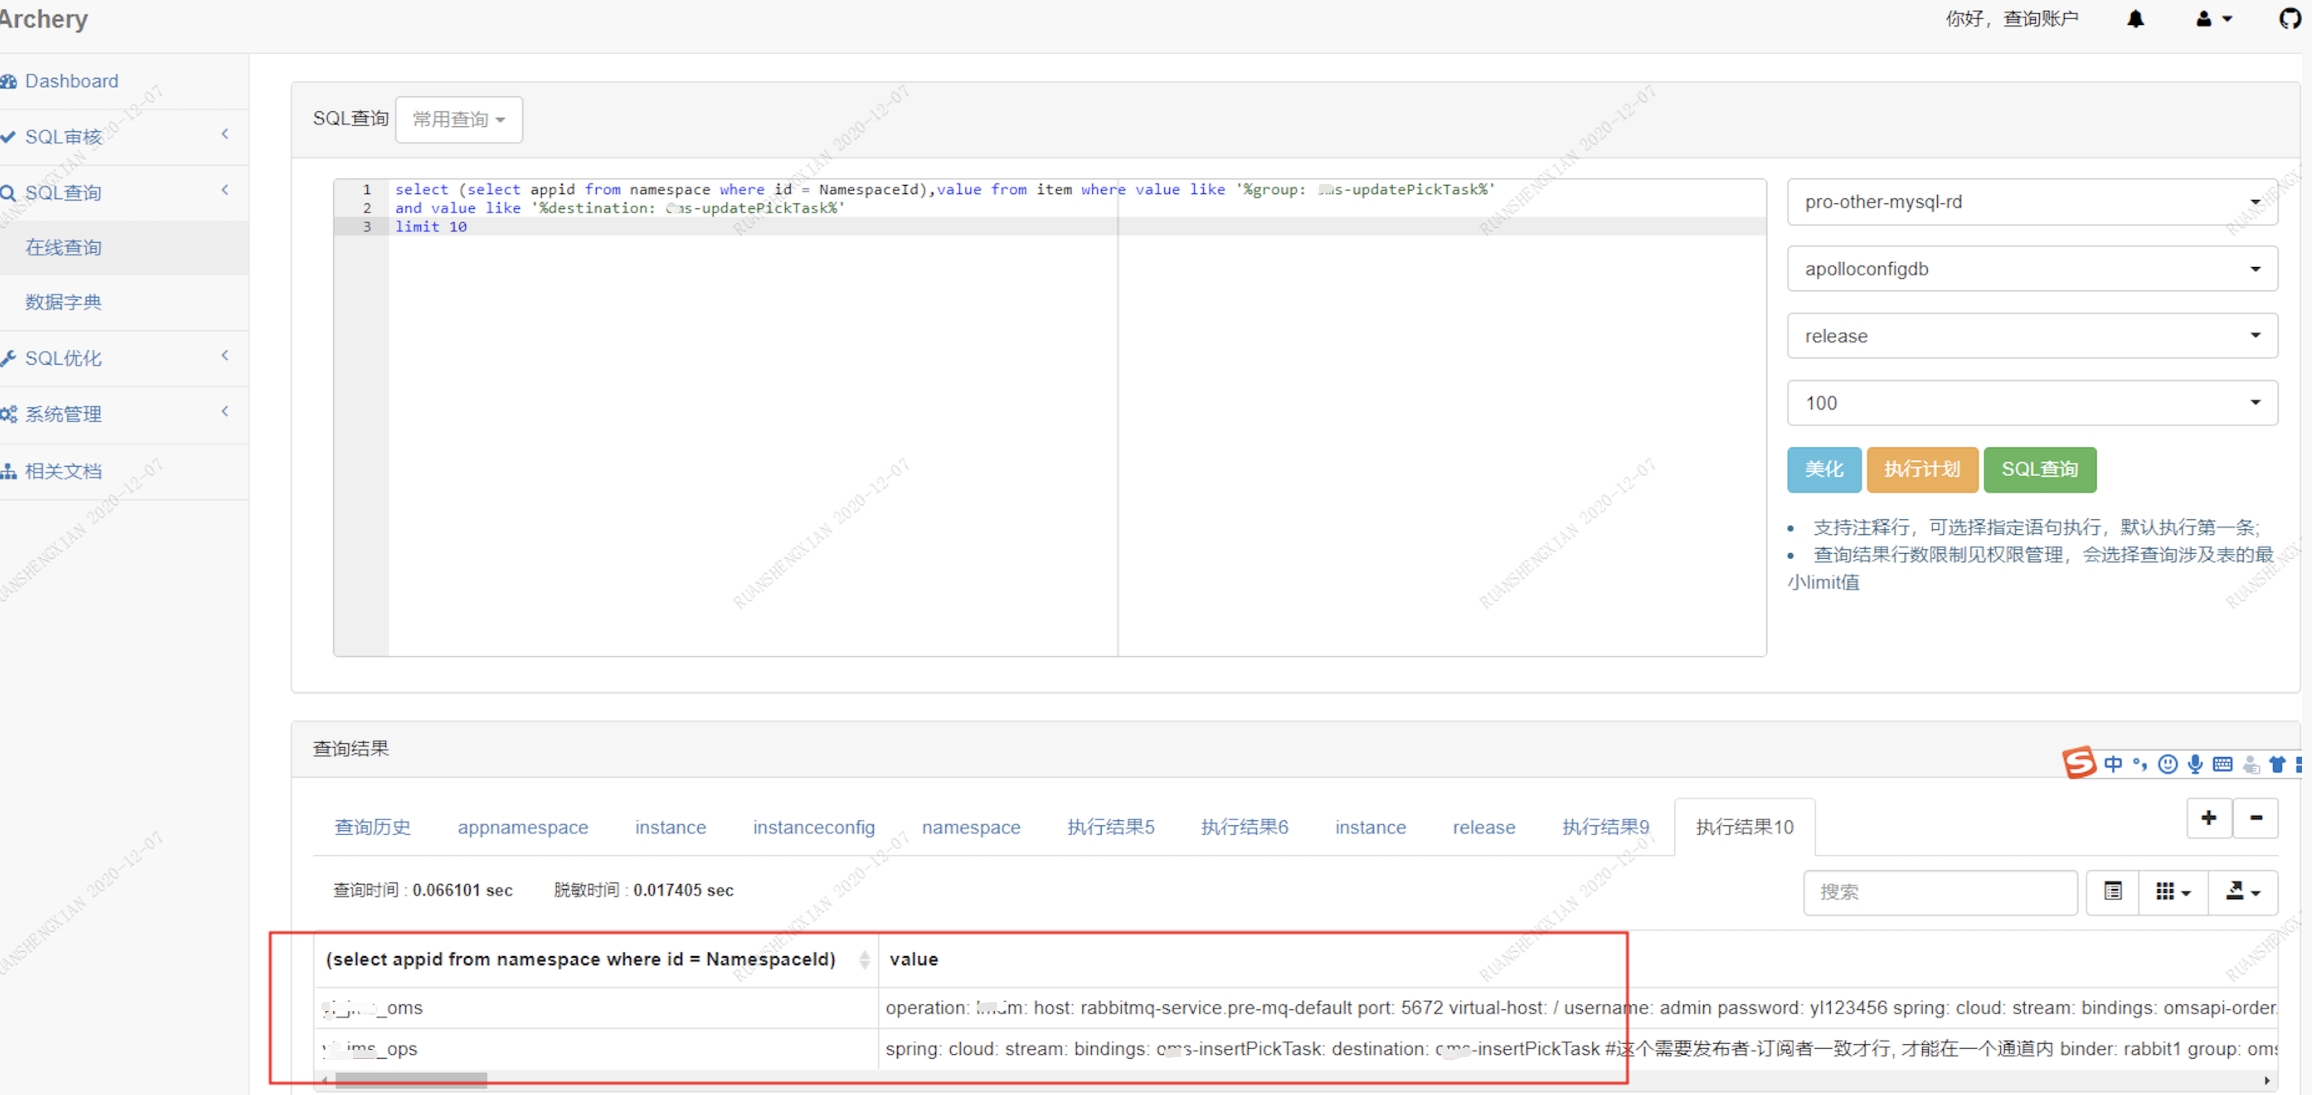 Archery
你好，查询账户
Dashboard
SQL审核
SQL查询
在线查询
数据字典
SQL优化
系统管理
相关文档
SQL查询 常用查询
1 select (select appid from namespace where id = NamespaceId),value from item where value like '%group: s-updatePickTask%'
2 and value like '%destination: ms-updatePickTask%'
3 limit 10
pro-other-mysql-rd
apolloconfigdb
release
100
美化 执行计划 SQL查询
支持注释行，可选择指定语句执行，默认执行第一条;
查询结果行数限制见权限管理，会选择查询涉及表的最
小limit值
查询结果
中
查询历史 appnamespace instance instanceconfig namespace 执行结果5 执行结果6 instance release 执行结果9 执行结果10
查询时间 : 0.066101 sec 脱敏时间 : 0.017405 sec
搜索
(select appid from namespace where id = NamespaceId) value
_oms operation: host: rabbitmq-service.pre-mq-default port: 5672 virtual-host: / username: admin password: yl123456 spring: cloud: stream: bindings: omsapi-order.
_ops spring: cloud: stream: bindings: -insertPickTask: destination: -insertPickTask #这个需要发布者-订阅者一致才行, 才能在一个通道内 binder: rabbit1 group: oms
RUANSHENGXIAN 2020-12-07